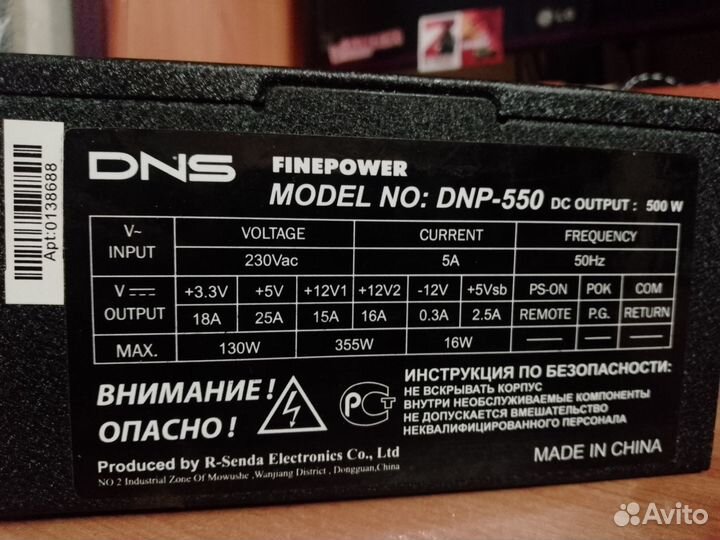 LG
DNS FINEPOWER
MODEL NO: DNP-550 DC OUTPUT : 500 W
Арт:0138688
V~ INPUT VOLTAGE CURRENT FREQUENCY
230Vac 5A 50Hz
V OUTPUT +3.3V +5V +12V1 +12V2 -12V +5Vsb PS-ON POK COM
18A 25A 15A 16A 0.3A 2.5A REMOTE P.G. RETURN
MAX. 130W 355W 16W
ВНИМАНИЕ!
ОПАСНО!
РСТ
ИНСТРУКЦИЯ ПО БЕЗОПАСНОСТИ:
НЕ ВСКРЫВАТЬ КОРПУС
ВНУТРИ НЕОБСЛУЖИВАЕМЫЕ КОМПОНЕНТЫ
НЕ ДОПУСКАЕТСЯ ВМЕШАТЕЛЬСТВО
НЕКВАЛИФИЦИРОВАННОГО ПЕРСОНАЛА
Produced by R-Senda Electronics Co., Ltd
NO 2 Industrial Zone Of Mowushe , Wanjiang District , Dongguan,China
MADE IN CHINA
Avito